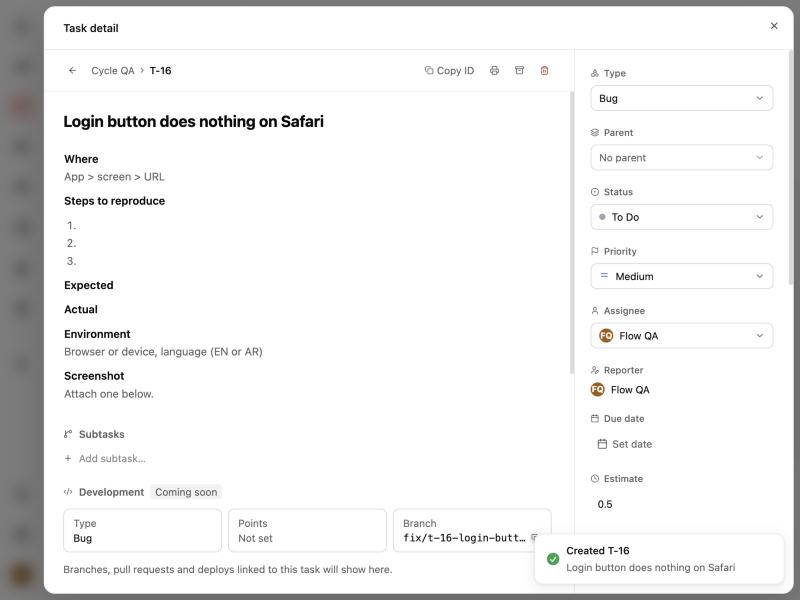 Task detail
Cycle QA › T-16
Copy ID
Login button does nothing on Safari
Where
App > screen > URL
Steps to reproduce
1.
2.
3.
Expected
Actual
Environment
Browser or device, language (EN or AR)
Screenshot
Attach one below.
Subtasks
+ Add subtask...
Development Coming soon
Type
Bug
Points
Not set
Branch
fix/t-16-login-butt...
Branches, pull requests and deploys linked to this task will show here.
Type
Bug
Parent
No parent
Status
To Do
Priority
Medium
Assignee
FQ Flow QA
Reporter
FQ Flow QA
Due date
Set date
Estimate
0.5
Created T-16
Login button does nothing on Safari